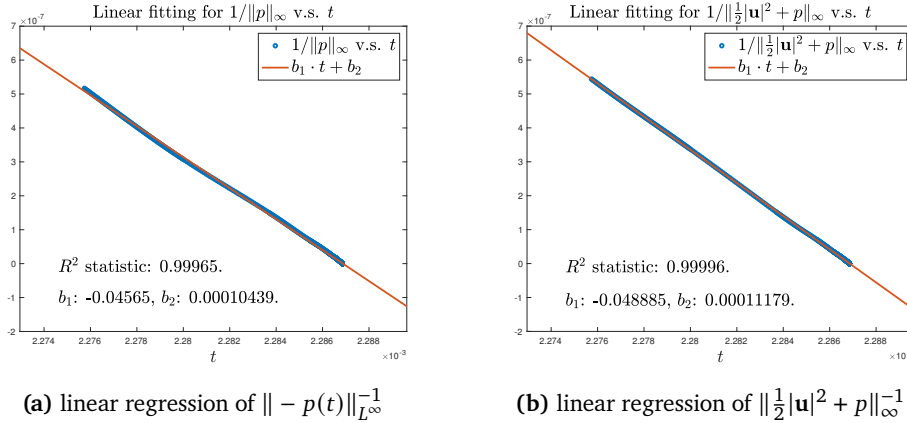 Linear fitting for 1/‖p‖∞ v.s. t
×10⁻⁷
7
6
5
4
3
2
1
0
-1
-2
1/‖p‖∞ v.s. t
b₁ · t + b₂
R² statistic: 0.99965.
b₁: -0.04565, b₂: 0.00010439.
2.274 2.276 2.278 2.28 2.282 2.284 2.286 2.288
×10⁻³
t
(a) linear regression of ‖ − p(t)‖⁻¹_L∞
Linear fitting for 1/‖½|u|² + p‖∞ v.s. t
×10⁻⁷
7
6
5
4
3
2
1
0
-1
-2
1/‖½|u|² + p‖∞ v.s. t
b₁ · t + b₂
R² statistic: 0.99996.
b₁: -0.048885, b₂: 0.00011179.
2.274 2.276 2.278 2.28 2.282 2.284 2.286 2.288
×10
t
(b) linear regression of ‖½|u|² + p‖⁻¹_∞